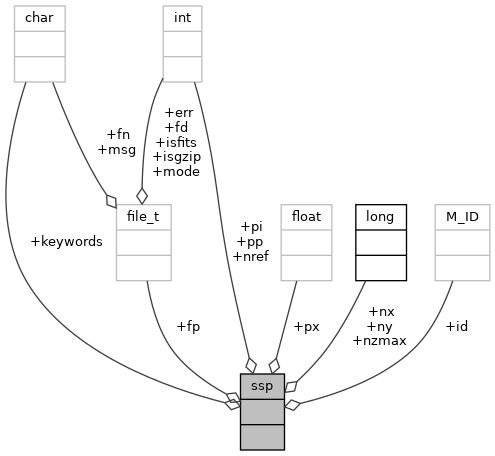 char
int
+fn
+msg
+err
+fd
+isfits
+isgzip
+mode
file_t
float
long
M_ID
+keywords
+pi
+pp
+nref
+fp
+px
+nx
+ny
+nzmax
+id
ssp